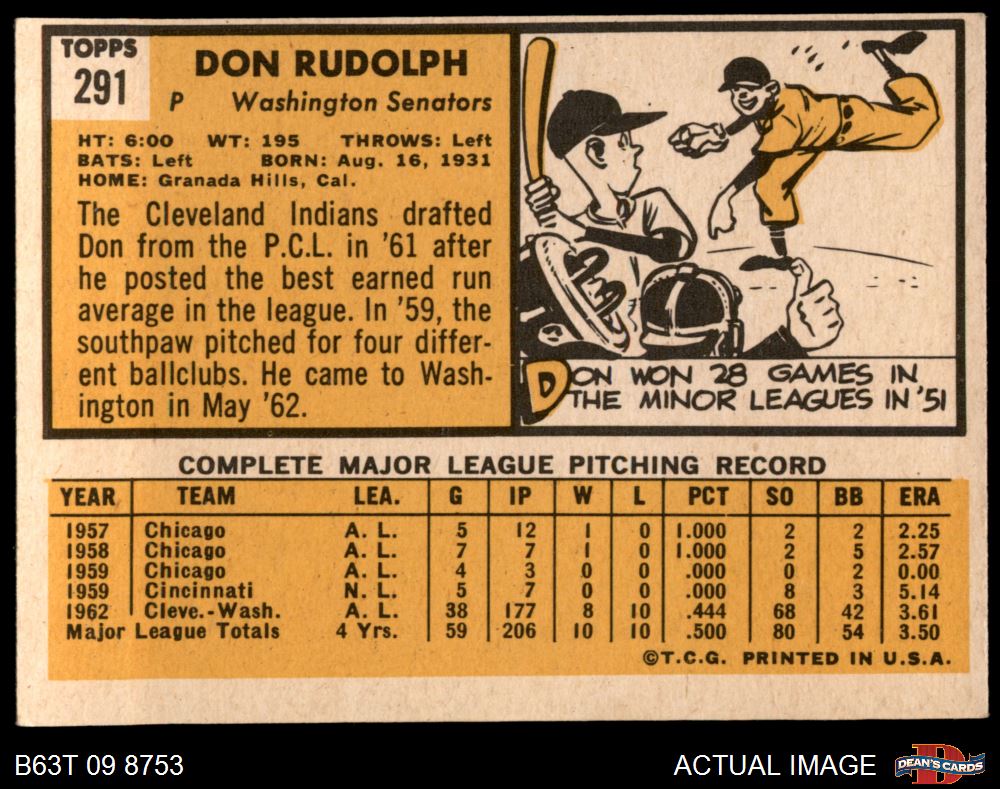 TOPPS
291
DON RUDOLPH
P Washington Senators
HT: 6:00 WT: 195 THROWS: Left
BATS: Left BORN: Aug. 16, 1931
HOME: Granada Hills, Cal.
The Cleveland Indians drafted
Don from the P.C.L. in '61 after
he posted the best earned run
average in the league. In '59, the
southpaw pitched for four differ-
ent ballclubs. He came to Wash-
ington in May '62.
DON WON 28 GAMES IN
THE MINOR LEAGUES IN '51
COMPLETE MAJOR LEAGUE PITCHING RECORD
YEAR TEAM LEA. G IP W L PCT SO BB ERA
1957 Chicago A. L. 5 12 1 0 1.000 2 2 2.25
1958 Chicago A. L. 7 7 1 0 1.000 2 5 2.57
1959 Chicago A. L. 4 3 0 0 .000 0 2 0.00
1959 Cincinnati N. L. 5 7 0 0 .000 8 3 5.14
1962 Cleve.-Wash. A. L. 38 177 8 10 .444 68 42 3.61
Major League Totals 4 Yrs. 59 206 10 10 .500 80 54 3.50
©T.C.G. PRINTED IN U.S.A.
B63T 09 8753
ACTUAL IMAGE
D
DEAN'S CARDS